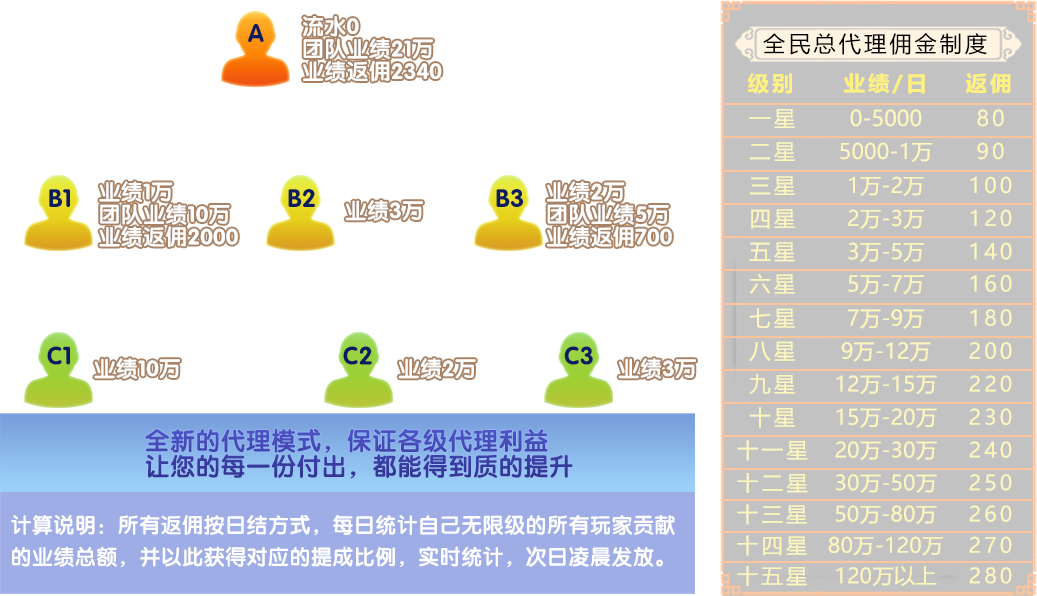 A
流水0
团队业绩21万
业绩返佣2340
B1
业绩1万
团队业绩10万
业绩返佣2000
B2
业绩3万
B3
业绩2万
团队业绩5万
业绩返佣700
C1
业绩10万
C2
业绩2万
C3
业绩3万
全新的代理模式，保证各级代理利益
让您的每一份付出，都能得到质的提升
计算说明：所有返佣按日结方式，每日统计自己无限级的所有玩家贡献
的业绩总额，并以此获得对应的提成比例，实时统计，次日凌晨发放。
全民总代理佣金制度
级别 业绩/日 返佣
一星 0-5000 80
二星 5000-1万 90
三星 1万-2万 100
四星 2万-3万 120
五星 3万-5万 140
六星 5万-7万 160
七星 7万-9万 180
八星 9万-12万 200
九星 12万-15万 220
十星 15万-20万 230
十一星 20万-30万 240
十二星 30万-50万 250
十三星 50万-80万 260
十四星 80万-120万 270
十五星 120万以上 280